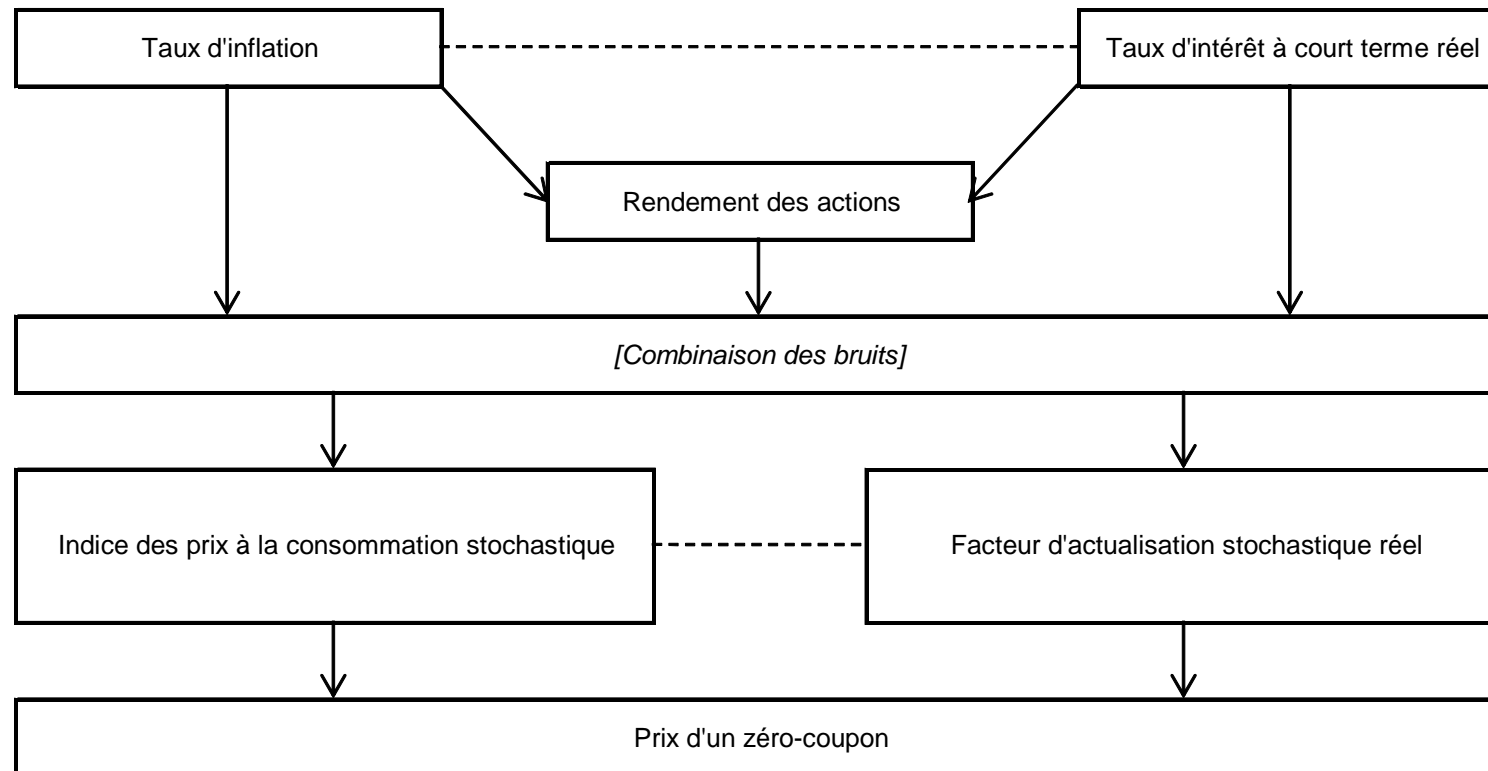 Taux d'inflation
Taux d'intérêt à court terme réel
Rendement des actions
[Combinaison des bruits]
Indice des prix à la consommation stochastique
Facteur d'actualisation stochastique réel
Prix d'un zéro-coupon